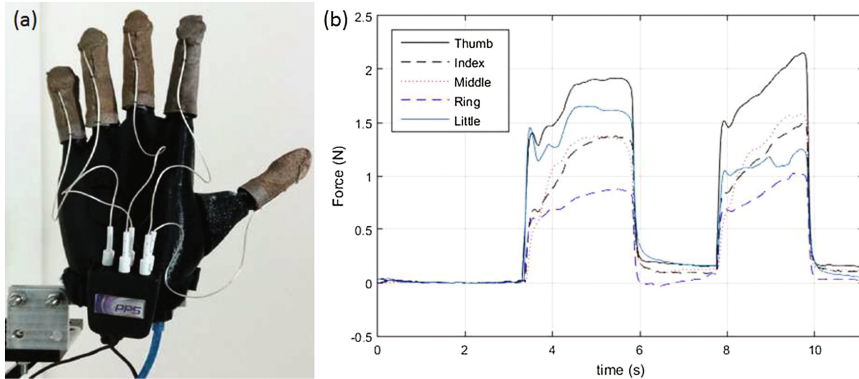 (a)
PPS
(b)
2.5
2
1.5
1
0.5
0
-0.5
Force (N)
Thumb
Index
Middle
Ring
Little
0
2
4
6
8
10
time (s)